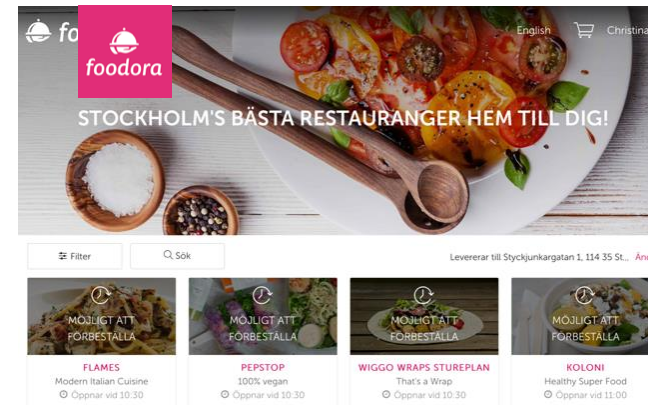 fo
foodora
English
Christina
STOCKHOLM'S BÄSTA RESTAURANGER HEM TILL DIG!
Filter
Sök
Levererar till Styckjunkargatan 1, 114 35 St... Än
MÖJLIGT ATT
FÖRBESTÄLLA
MÖJLIGT ATT
FÖRBESTÄLLA
MÖJLIGT ATT
FÖRBESTÄLLA
MÖJLIGT ATT
FÖRBESTÄLLA
FLAMES
Modern Italian Cuisine
Öppnar vid 10:30
PEPSTOP
100% vegan
Öppnar vid 10:30
WIGGO WRAPS STUREPLAN
That's a Wrap
Öppnar vid 10:30
KOLONI
Healthy Super Food
Öppnar vid 11:00